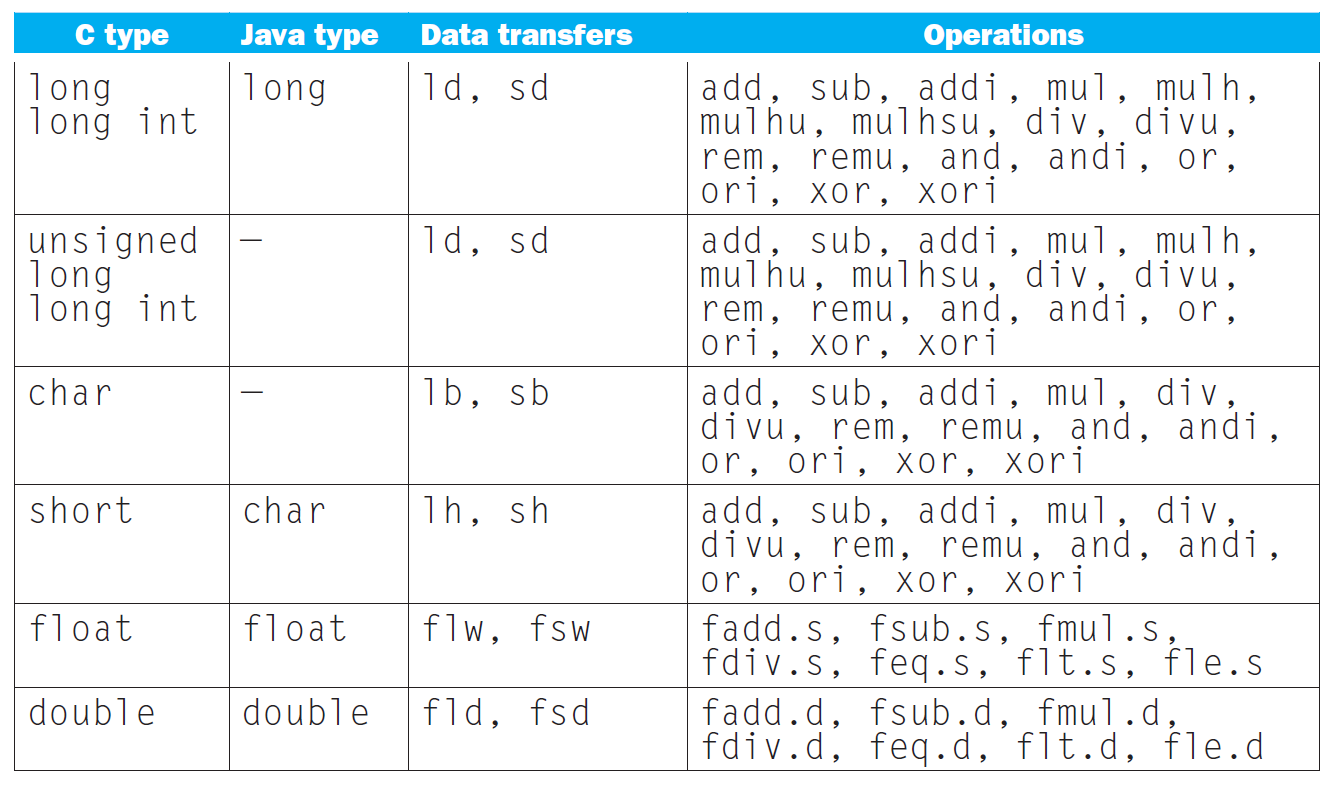 C type Java type Data transfers Operations
long long ld, sd add, sub, addi, mul, mulh,
long int mulhu, mulhsu, div, divu,
rem, remu, and, andi, or,
ori, xor, xori
unsigned — ld, sd add, sub, addi, mul, mulh,
long mulhu, mulhsu, div, divu,
long int rem, remu, and, andi, or,
ori, xor, xori
char — lb, sb add, sub, addi, mul, div,
divu, rem, remu, and, andi,
or, ori, xor, xori
short char lh, sh add, sub, addi, mul, div,
divu, rem, remu, and, andi,
or, ori, xor, xori
float float flw, fsw fadd.s, fsub.s, fmul.s,
fdiv.s, feq.s, flt.s, fle.s
double double fld, fsd fadd.d, fsub.d, fmul.d,
fdiv.d, feq.d, flt.d, fle.d